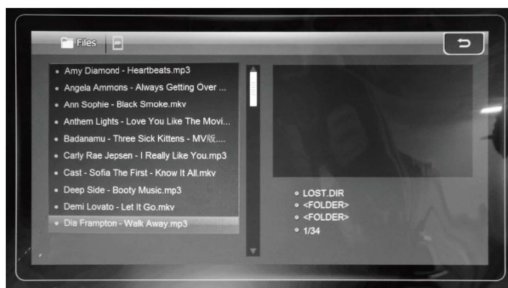 Files
Amy Diamond - Heartbeats.mp3
Angela Ammons - Always Getting Over ...
Ann Sophie - Black Smoke.mkv
Anthem Lights - Love You Like The Movi...
Badanamu - Three Sick Kittens - MV版....
Carly Rae Jepsen - I Really Like You.mp3
Cast - Sofia The First - Know It All.mkv
Deep Side - Booty Music.mp3
Demi Lovato - Let It Go.mkv
Dia Frampton - Walk Away.mp3
LOST.DIR
<FOLDER>
<FOLDER>
1/34